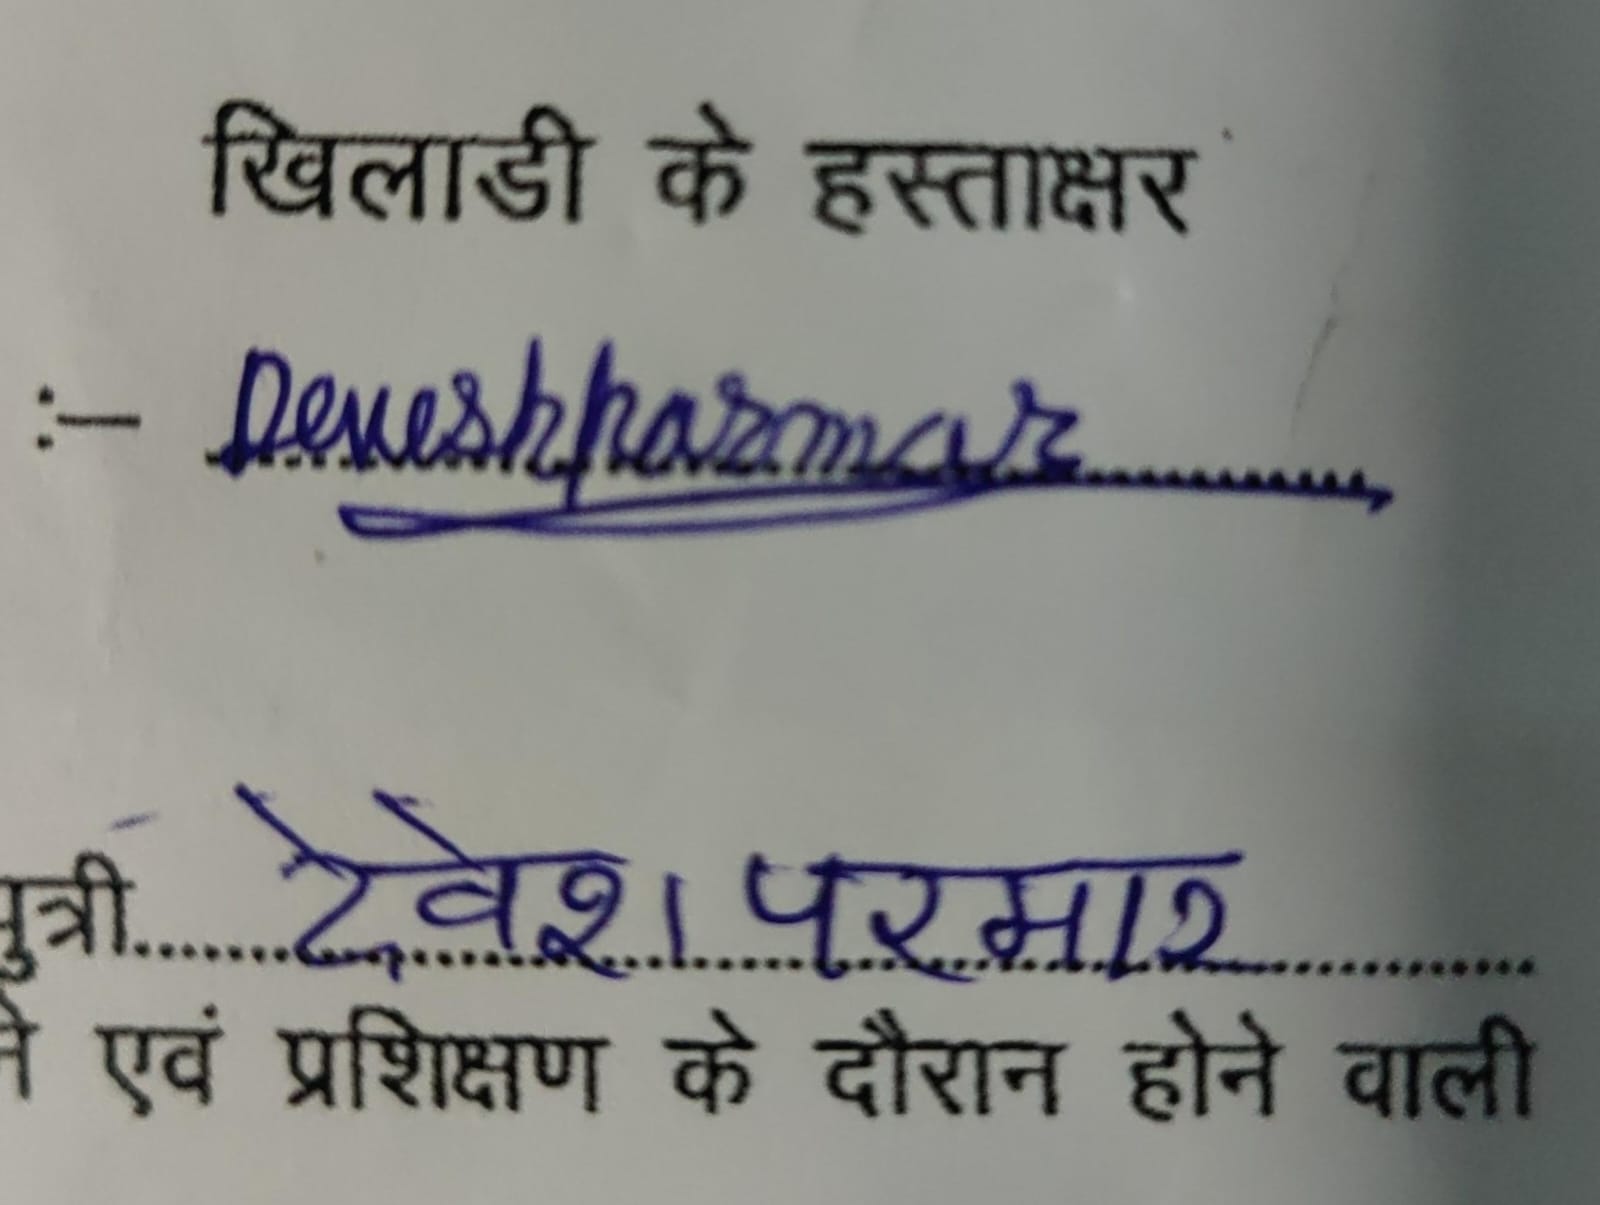 खिलाडी के हस्ताक्षर
:– Deveshparmar
पुत्री देवेश परमार
ने एवं प्रशिक्षण के दौरान होने वाली